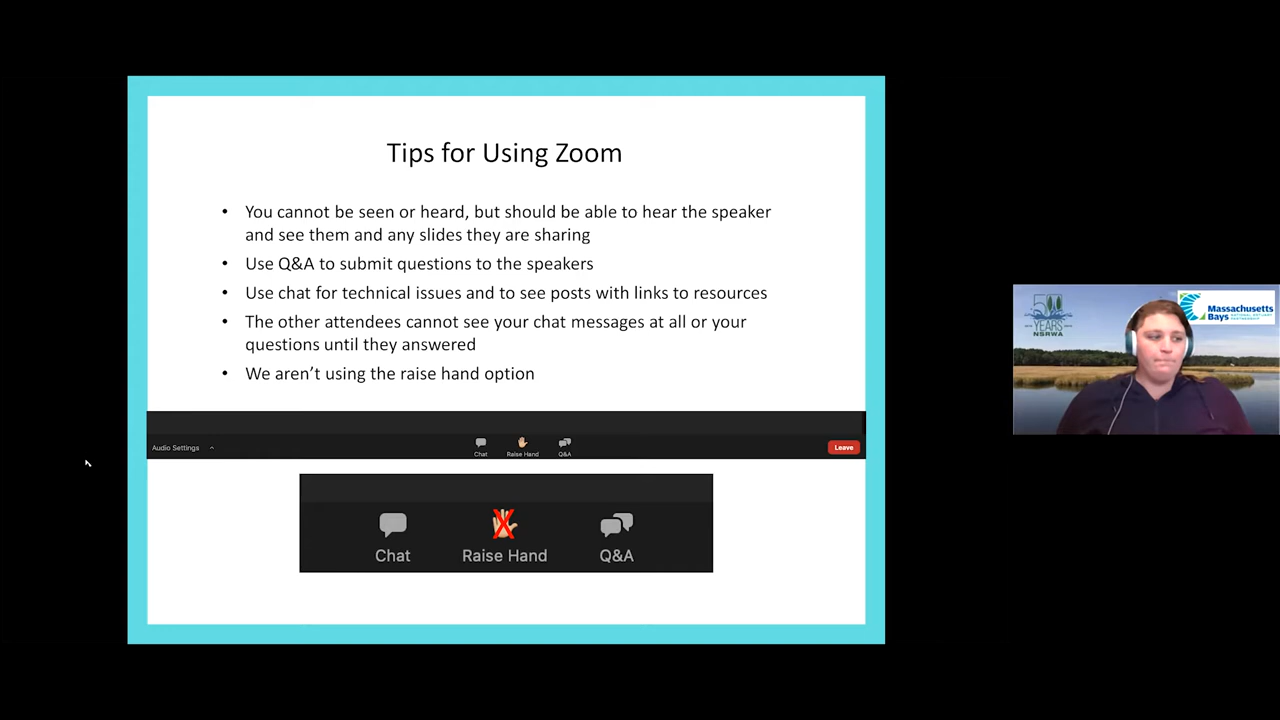 Tips for Using Zoom
• You cannot be seen or heard, but should be able to hear the speaker
and see them and any slides they are sharing
• Use Q&A to submit questions to the speakers
• Use chat for technical issues and to see posts with links to resources
• The other attendees cannot see your chat messages at all or your
questions until they answered
• We aren’t using the raise hand option
Audio Settings
Chat
Raise Hand
Q&A
Leave
Chat
Raise Hand
Q&A
50
YEARS
NSRWA
Massachusetts
Bays
NATIONAL ESTUARY
PARTNERSHIP